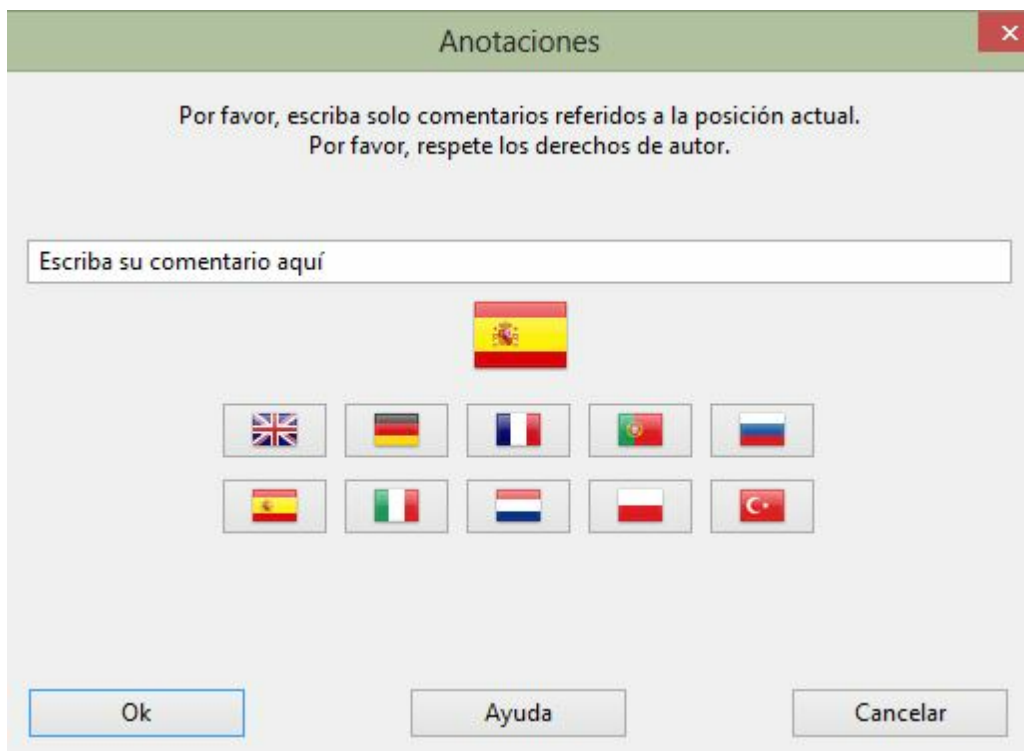 Anotaciones
Por favor, escriba solo comentarios referidos a la posición actual.
Por favor, respete los derechos de autor.
Escriba su comentario aquí
Ok
Ayuda
Cancelar